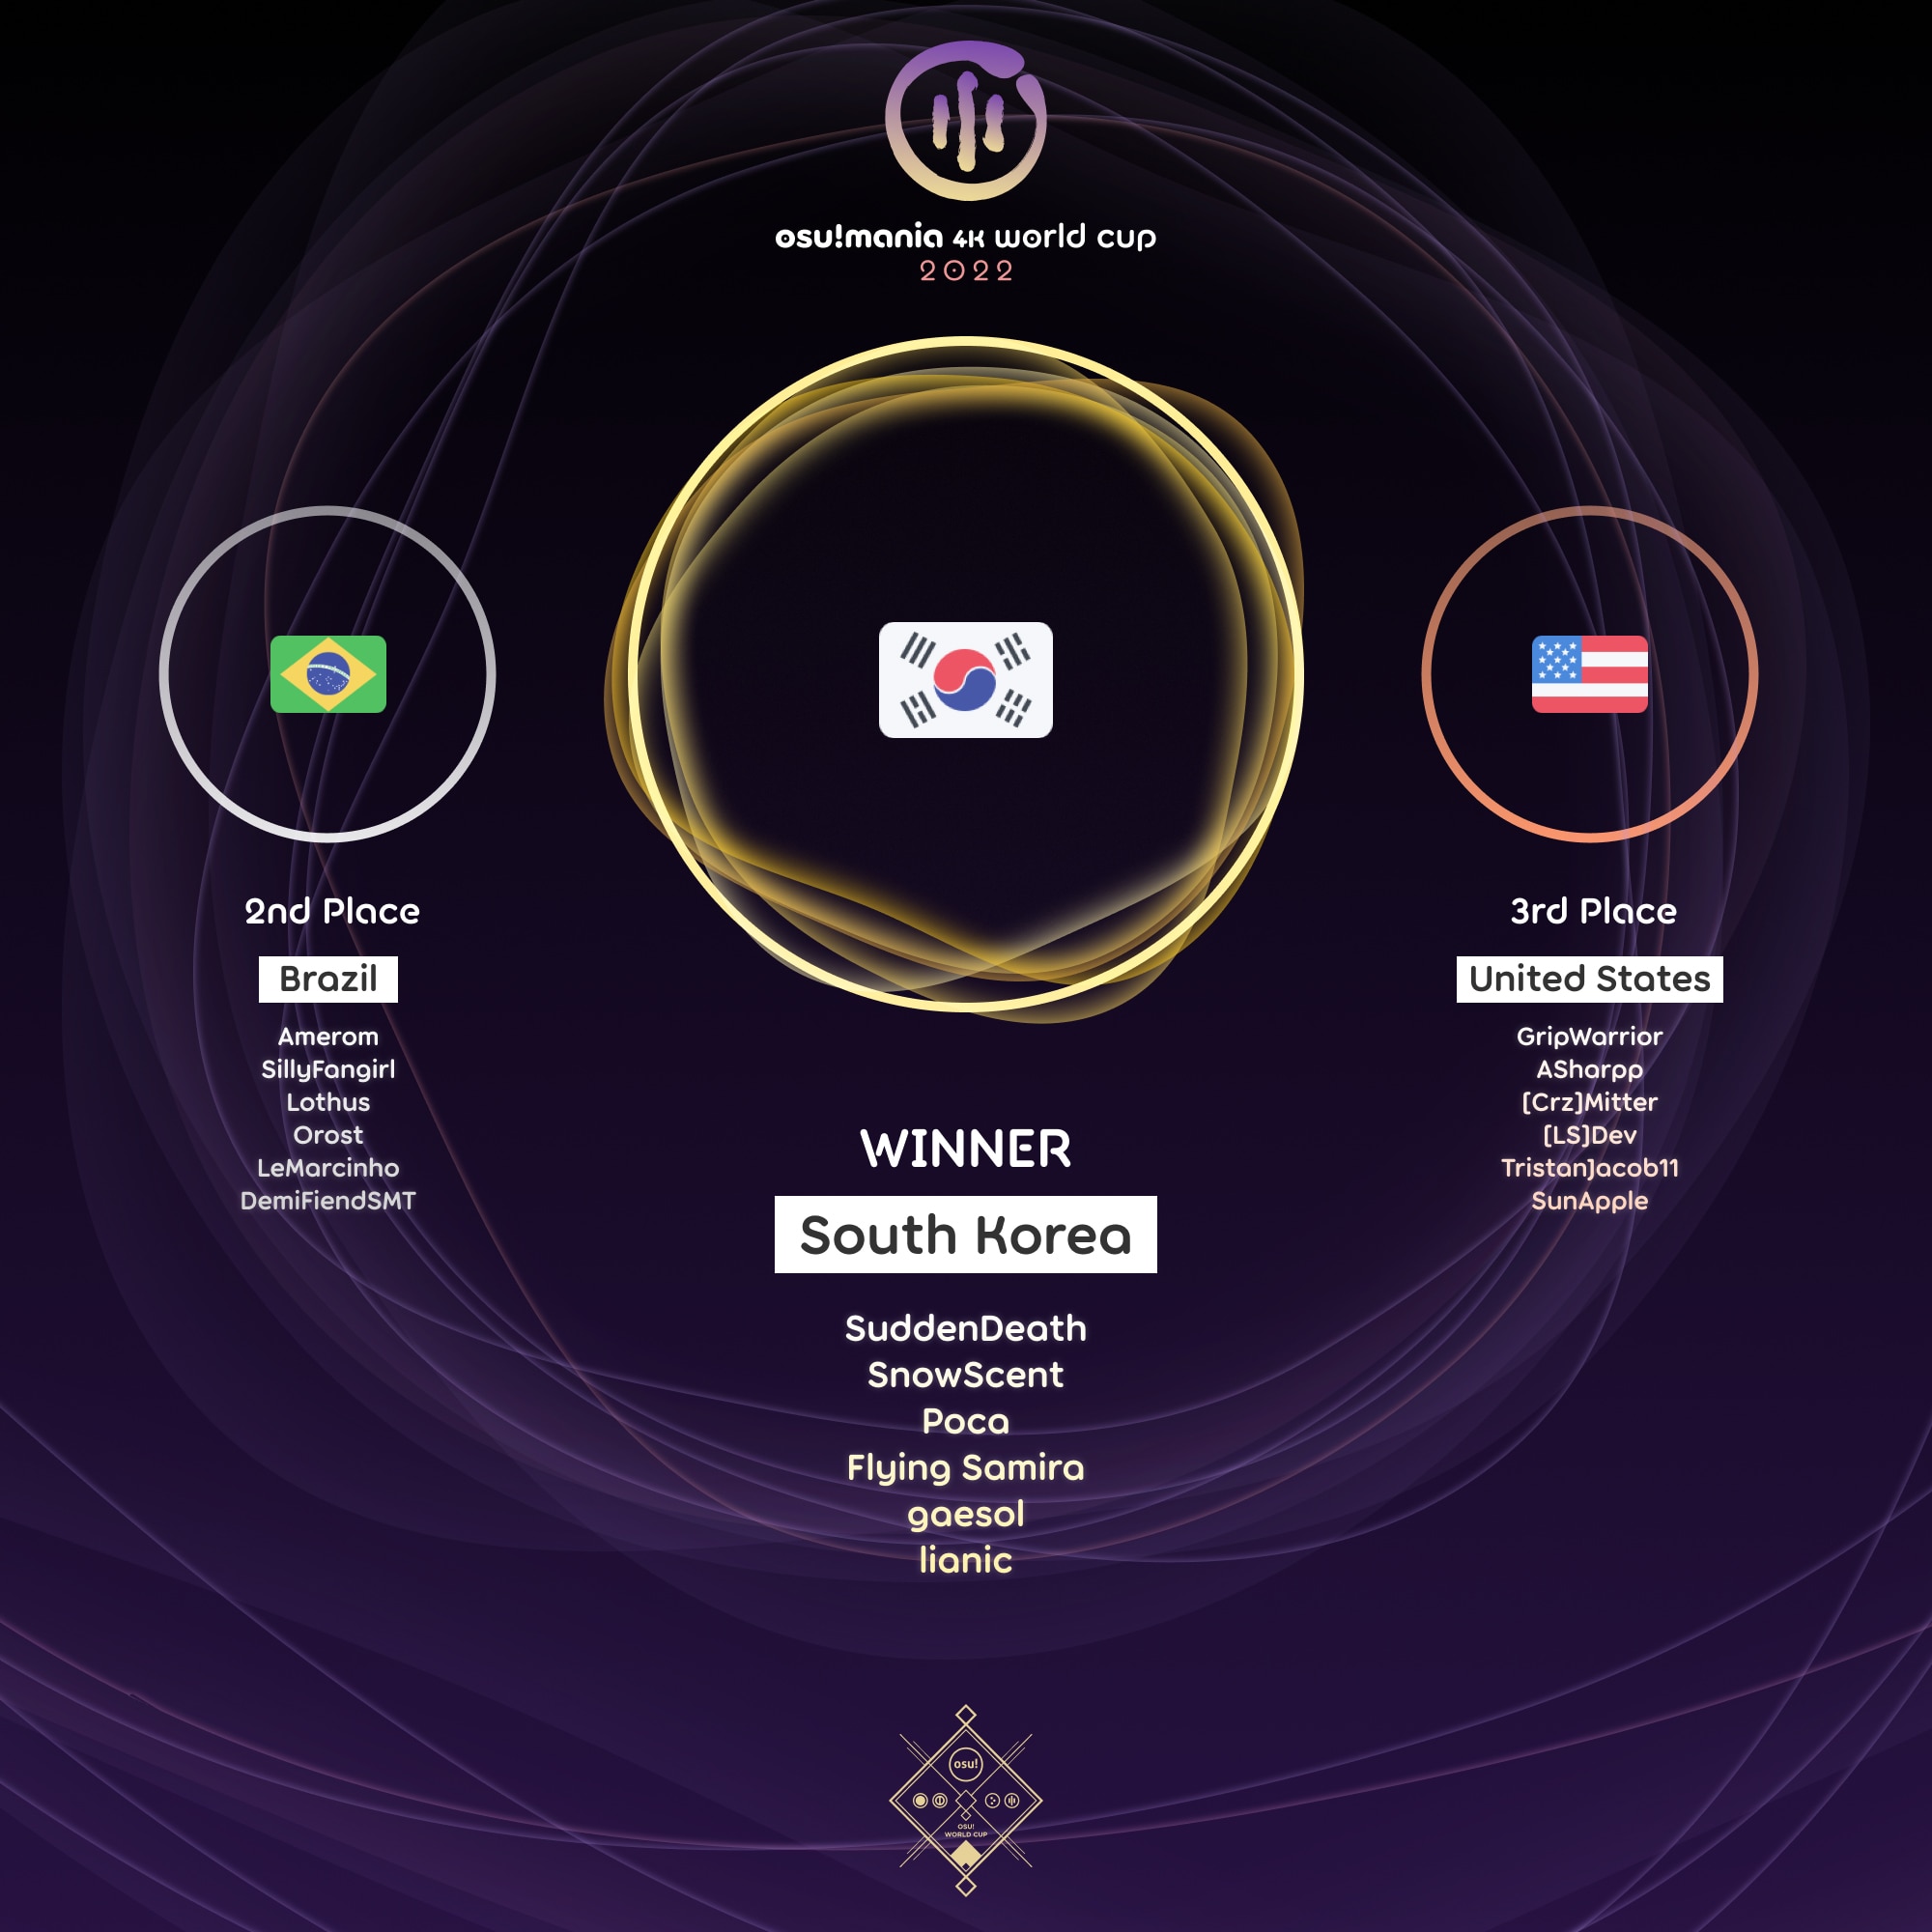 osu!mania 4K world cup
2022
2nd Place
Brazil
Amerom
SillyFangirl
Lothus
Orost
LeMarcinho
DemiFiendSMT
WINNER
South Korea
SuddenDeath
SnowScent
Poca
Flying Samira
gaesol
lianic
3rd Place
United States
GripWarrior
ASharpp
[Crz]Mitter
[LS]Dev
TristanJacob11
SunApple
osu!
OSU!
WORLD CUP